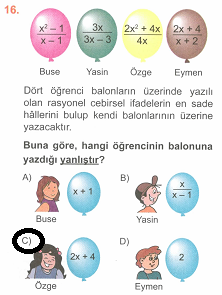 16.
x² – 1 / x – 1
3x / 3x – 3
2x² + 4x / 4x
2x + 4 / x + 2
Buse Yasin Özge Eymen
Dört öğrenci balonların üzerinde yazılı
olan rasyonel cebirsel ifadelerin en sade
hâllerini bulup kendi balonlarının üzerine
yazacaktır.
Buna göre, hangi öğrencinin balonuna
yazdığı yanlıştır?
A) x + 1
Buse
B) x / x – 1
Yasin
C) 2x + 4
Özge
D) 2
Eymen